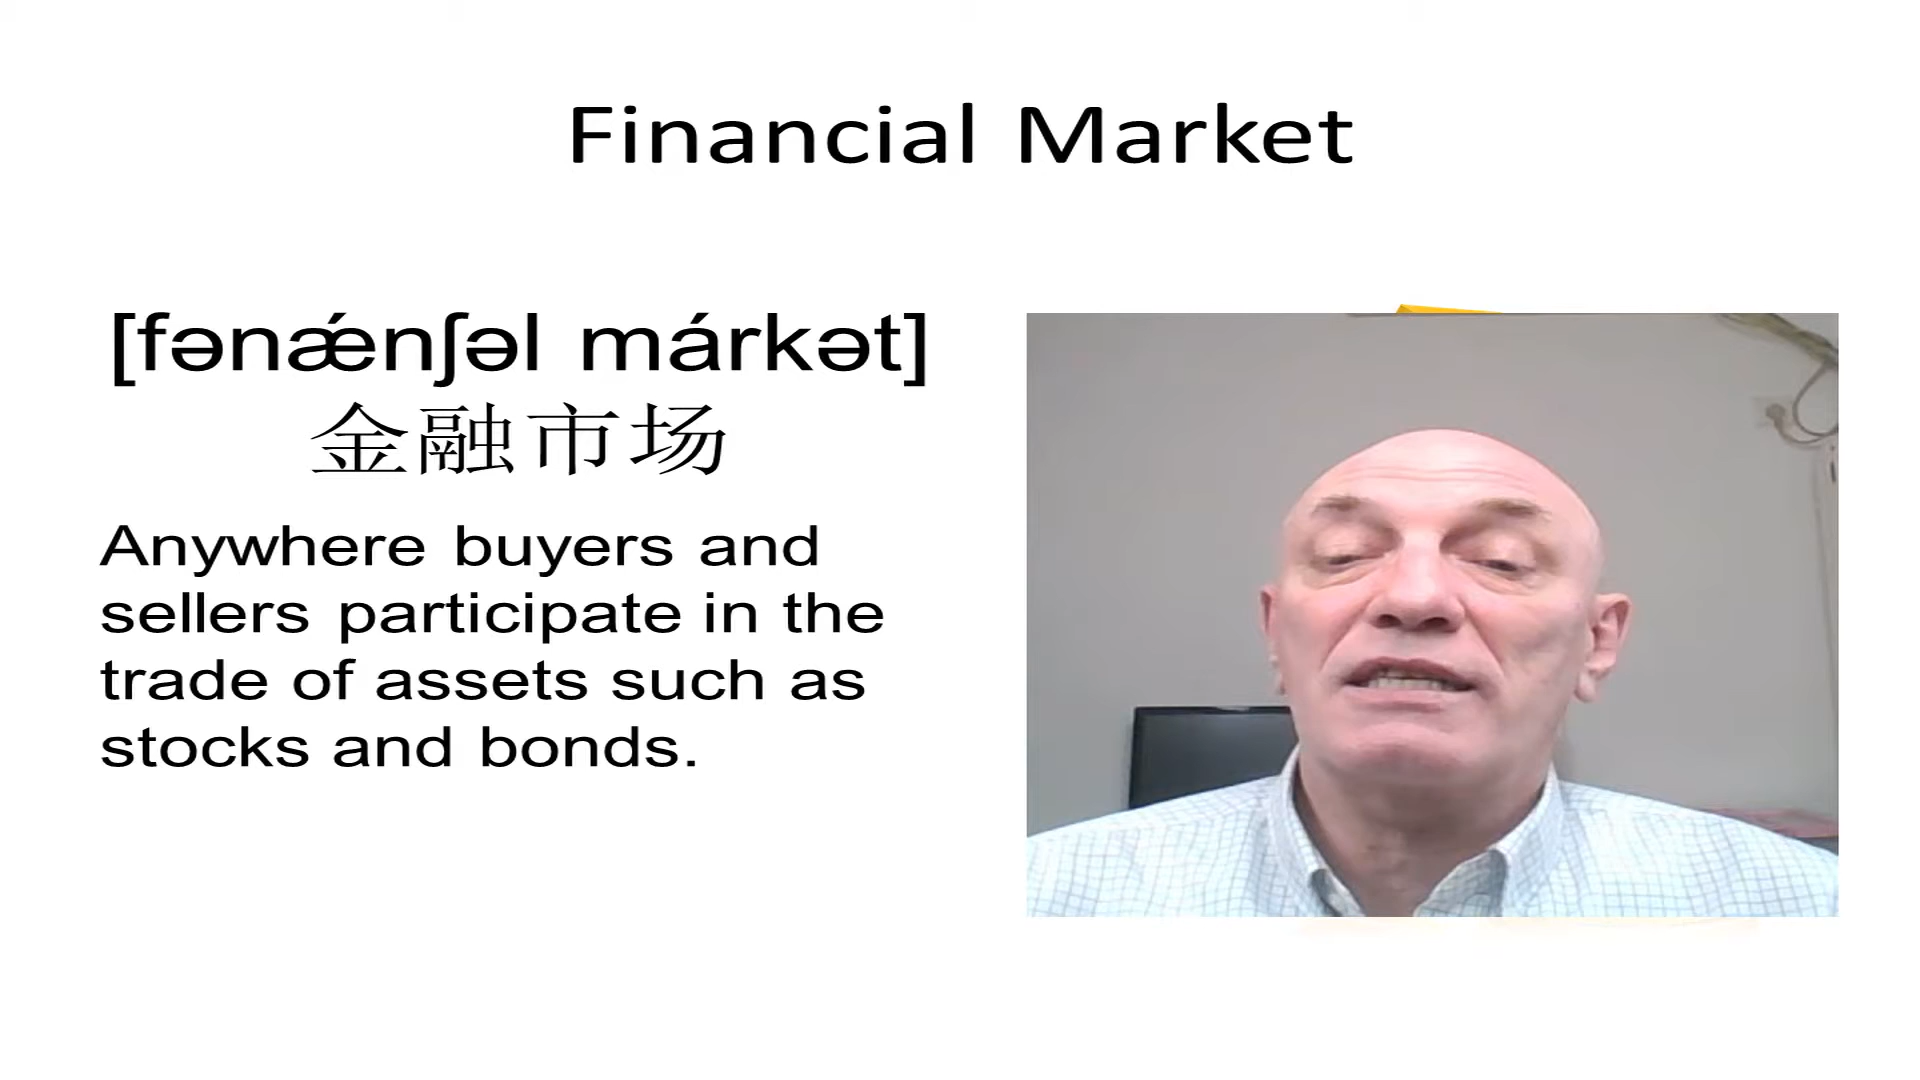 Financial Market
[fənǽnʃəl márkət]
金融市场
Anywhere buyers and
sellers participate in the
trade of assets such as
stocks and bonds.